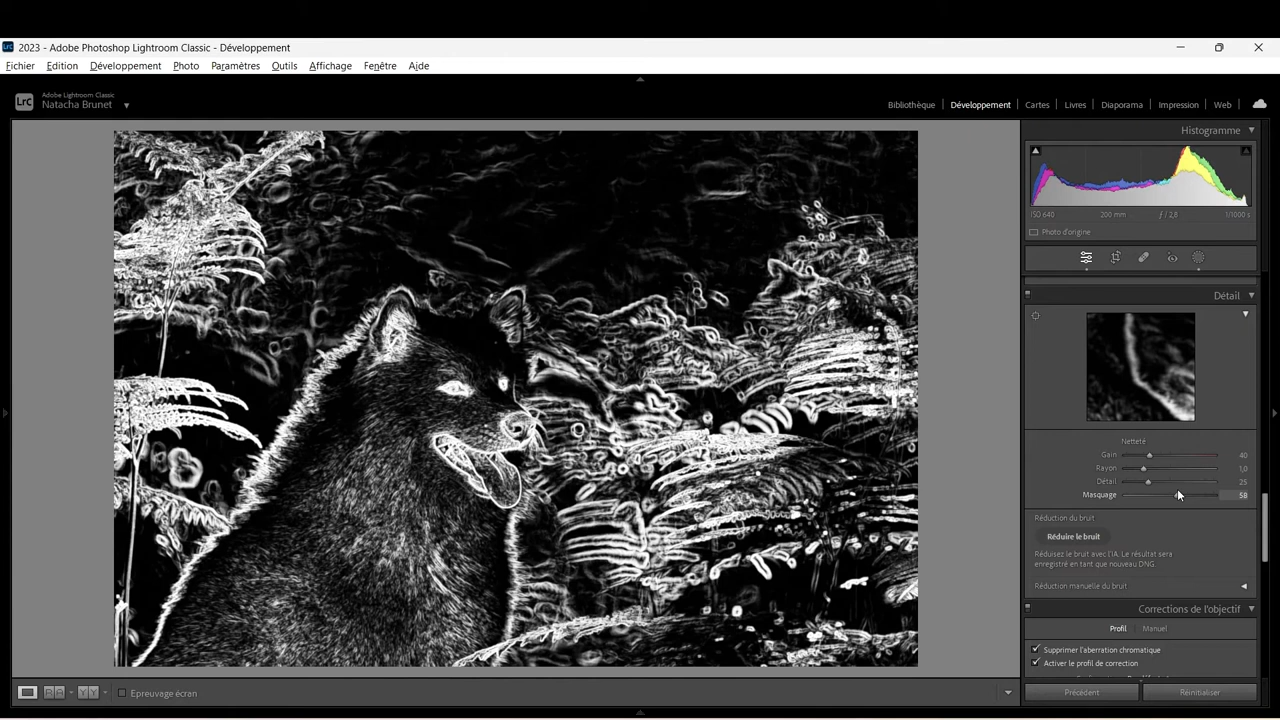 2023 - Adobe Photoshop Lightroom Classic - Développement
Fichier Edition Développement Photo Paramètres Outils Affichage Fenêtre Aide
Lrc
Adobe Lightroom Classic
Natacha Brunet
Bibliothèque Développement Cartes Livres Diaporama Impression Web
Histogramme
ISO 640 200 mm ƒ / 2,8 1/1000 s
Photo d'origine
Détail
Netteté
Gain 40
Rayon 1,0
Détail 25
Masquage 58
Réduction du bruit
Réduire le bruit
Réduisez le bruit avec l'IA. Le résultat sera
enregistré en tant que nouveau DNG.
Réduction manuelle du bruit
Corrections de l'objectif
Profil Manuel
Supprimer l'aberration chromatique
Activer le profil de correction
Epreuvage écran
Précédent Réinitialiser